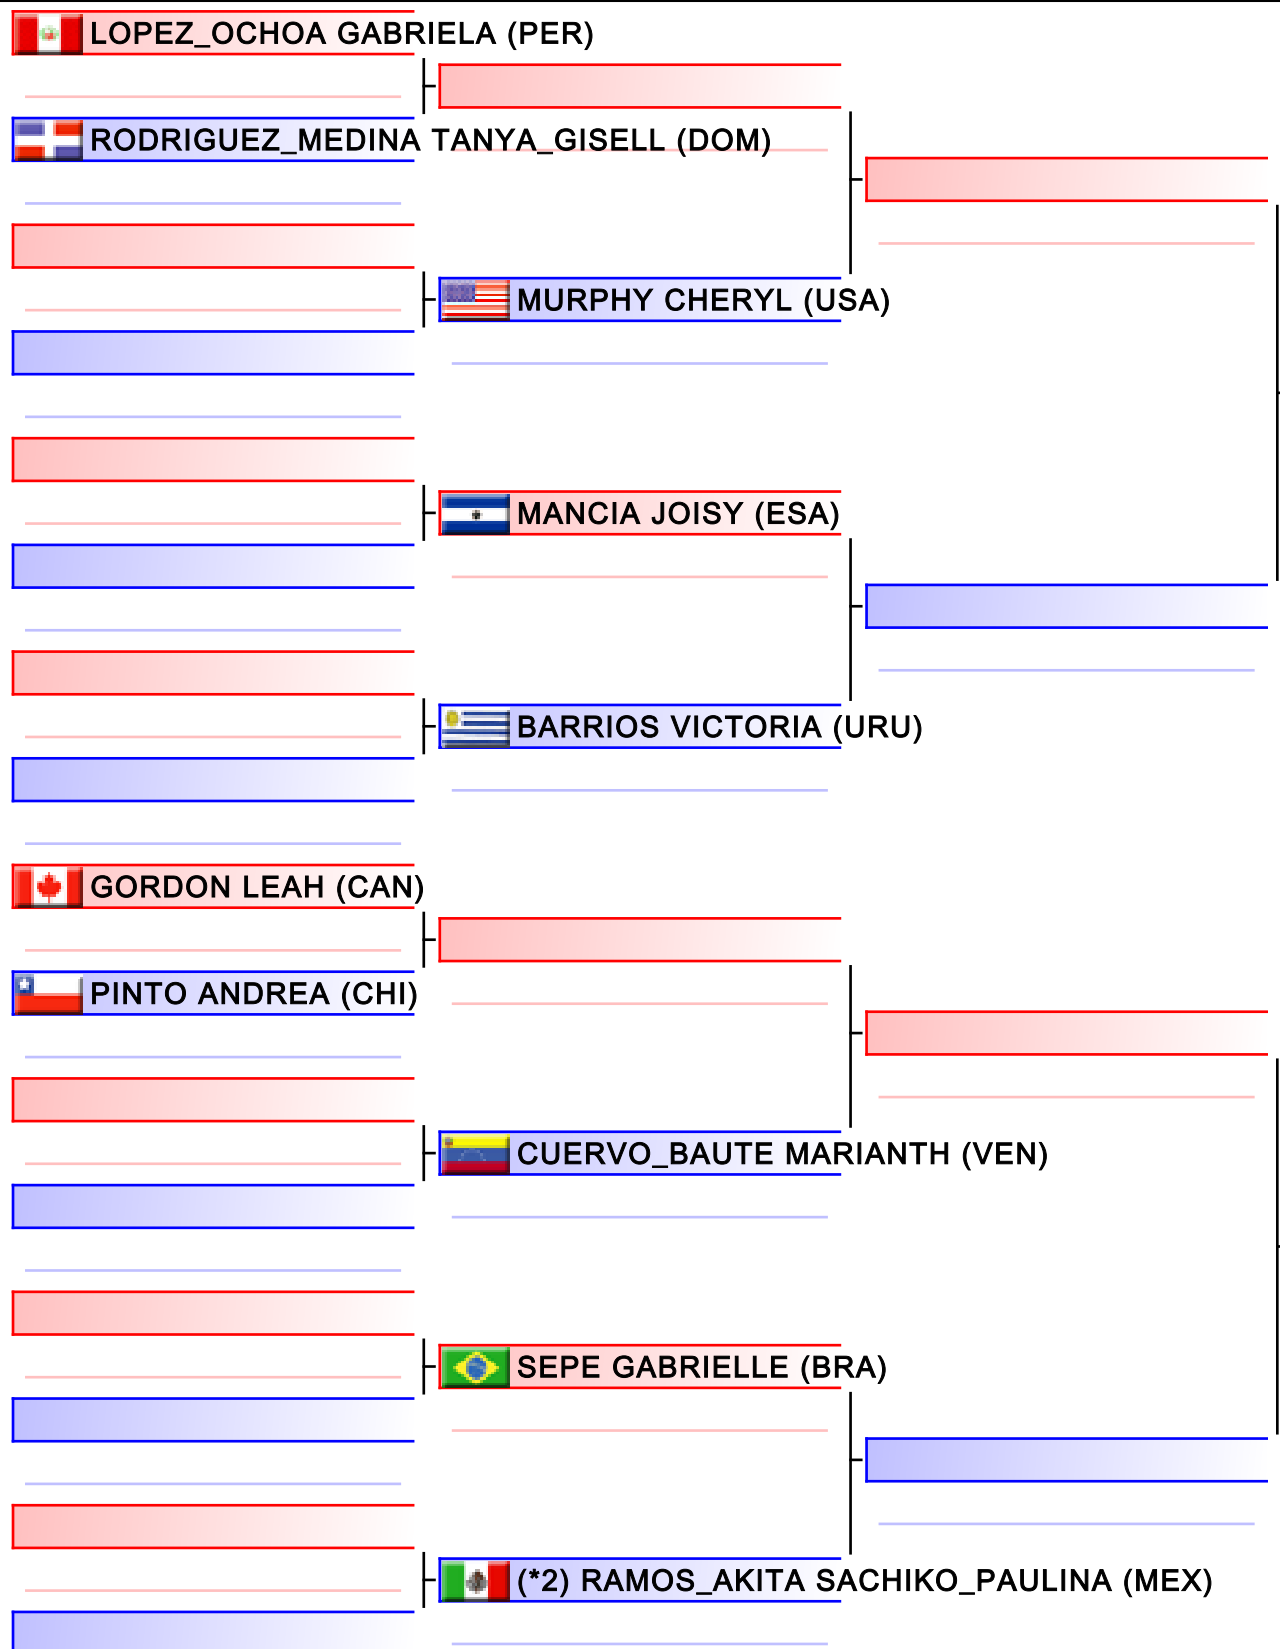 LOPEZ_OCHOA GABRIELA (PER)
RODRIGUEZ_MEDINA TANYA_GISELL (DOM)
MURPHY CHERYL (USA)
MANCIA JOISY (ESA)
BARRIOS VICTORIA (URU)
GORDON LEAH (CAN)
PINTO ANDREA (CHI)
CUERVO_BAUTE MARIANTH (VEN)
SEPE GABRIELLE (BRA)
(*2) RAMOS_AKITA SACHIKO_PAULINA (MEX)